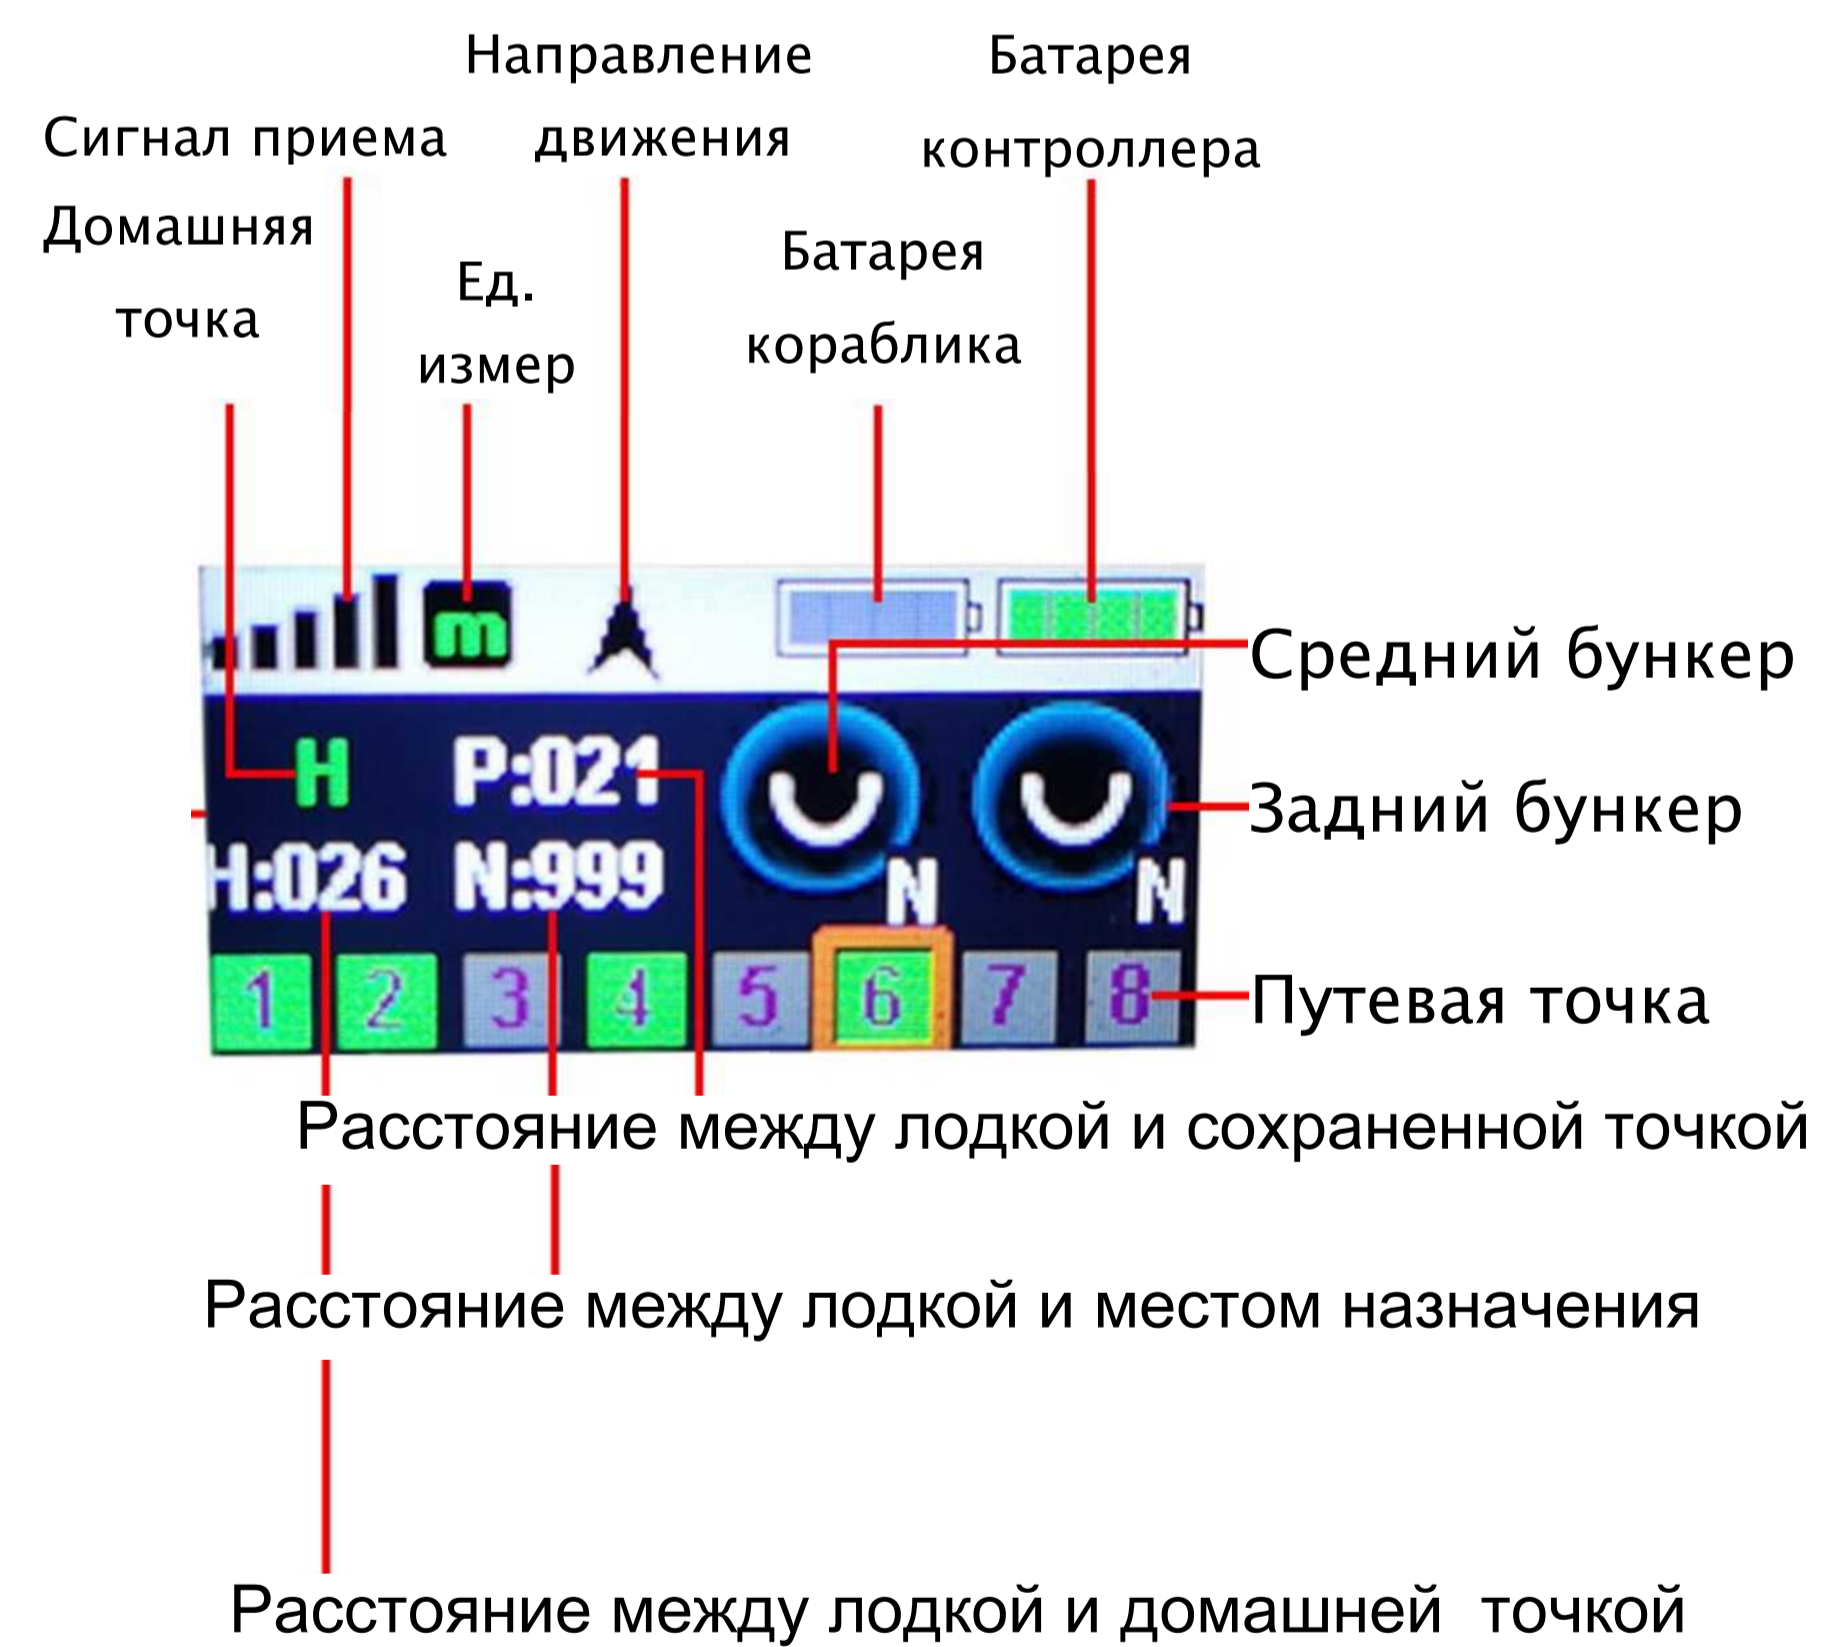 Направление
Батарея
Сигнал приема
движения
контроллера
Домашняя
точка
Ед.
измер
Батарея
кораблика
m
Средний бункер
H
P:021
Задний бункер
H:026
N:999
N
N
1 2 3 4 5 6 7 8
Путевая точка
Расстояние между лодкой и сохраненной точкой
Расстояние между лодкой и местом назначения
Расстояние между лодкой и домашней точкой